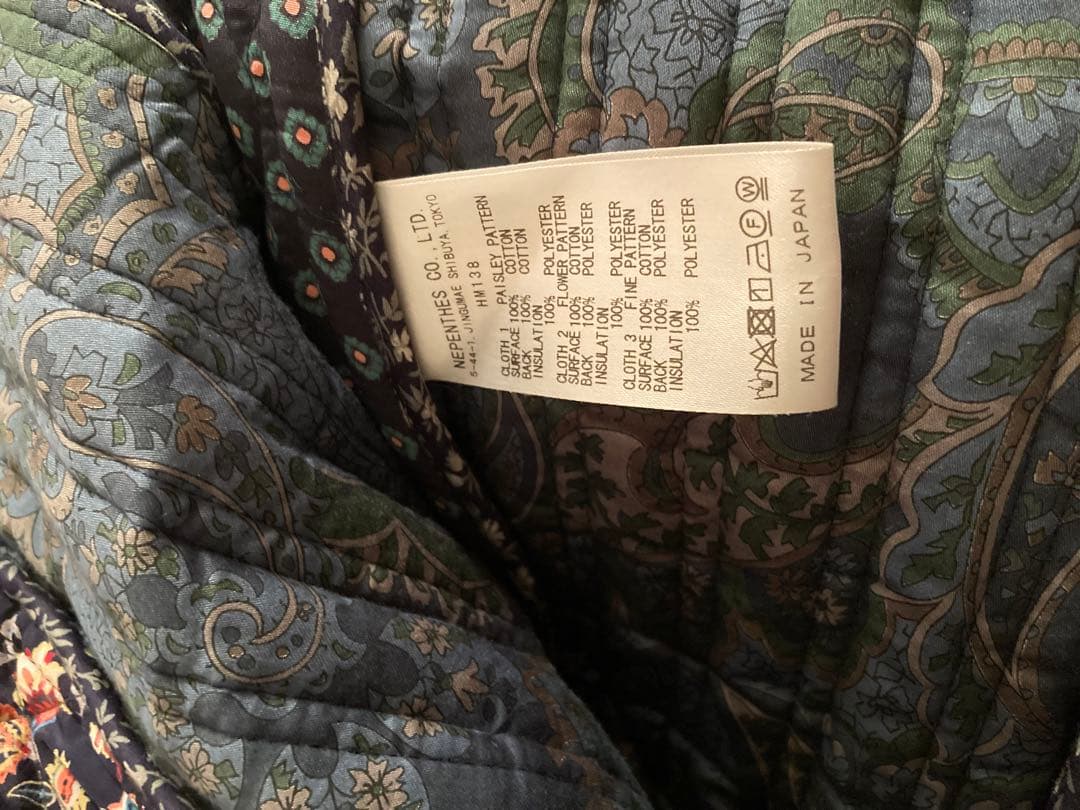 NEPENTHES CO.,LTD.
5-44-1,JINGUMAE SHIBUYA,TOKYO
HM138
CLOTH 1 PAISLEY PATTERN
SURFACE 100% COTTON
BACK 100% COTTON
INSULATION
100% POLYESTER
CLOTH 2 FLOWER PATTERN
SURFACE 100% COTTON
BACK 100% POLYESTER
INSULATION
100% POLYESTER
CLOTH 3 FINE PATTERN
SURFACE 100% COTTON
BACK 100% POLYESTER
INSULATION
100% POLYESTER
F W
MADE IN JAPAN